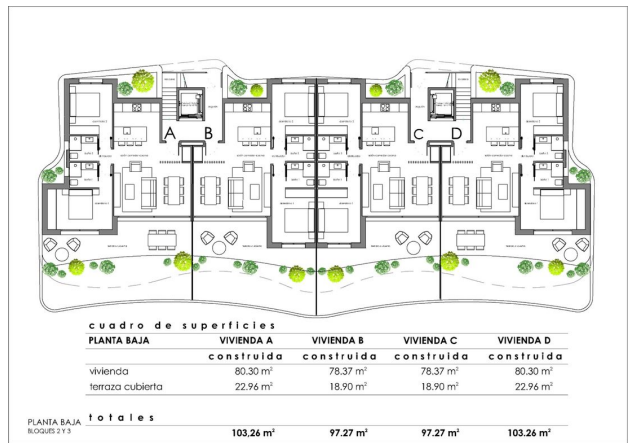 A B C D
cuadro de superficies
PLANTA BAJA VIVIENDA A VIVIENDA B VIVIENDA C VIVIENDA D
construida construida construida construida
vivienda 80.30 m² 78.37 m² 78.37 m² 80.30 m²
terraza cubierta 22.96 m² 18.90 m² 18.90 m² 22.96 m²
totales
PLANTA BAJA
BLOQUES 2 Y 3
103,26 m² 97.27 m² 97.27 m² 103.26 m²